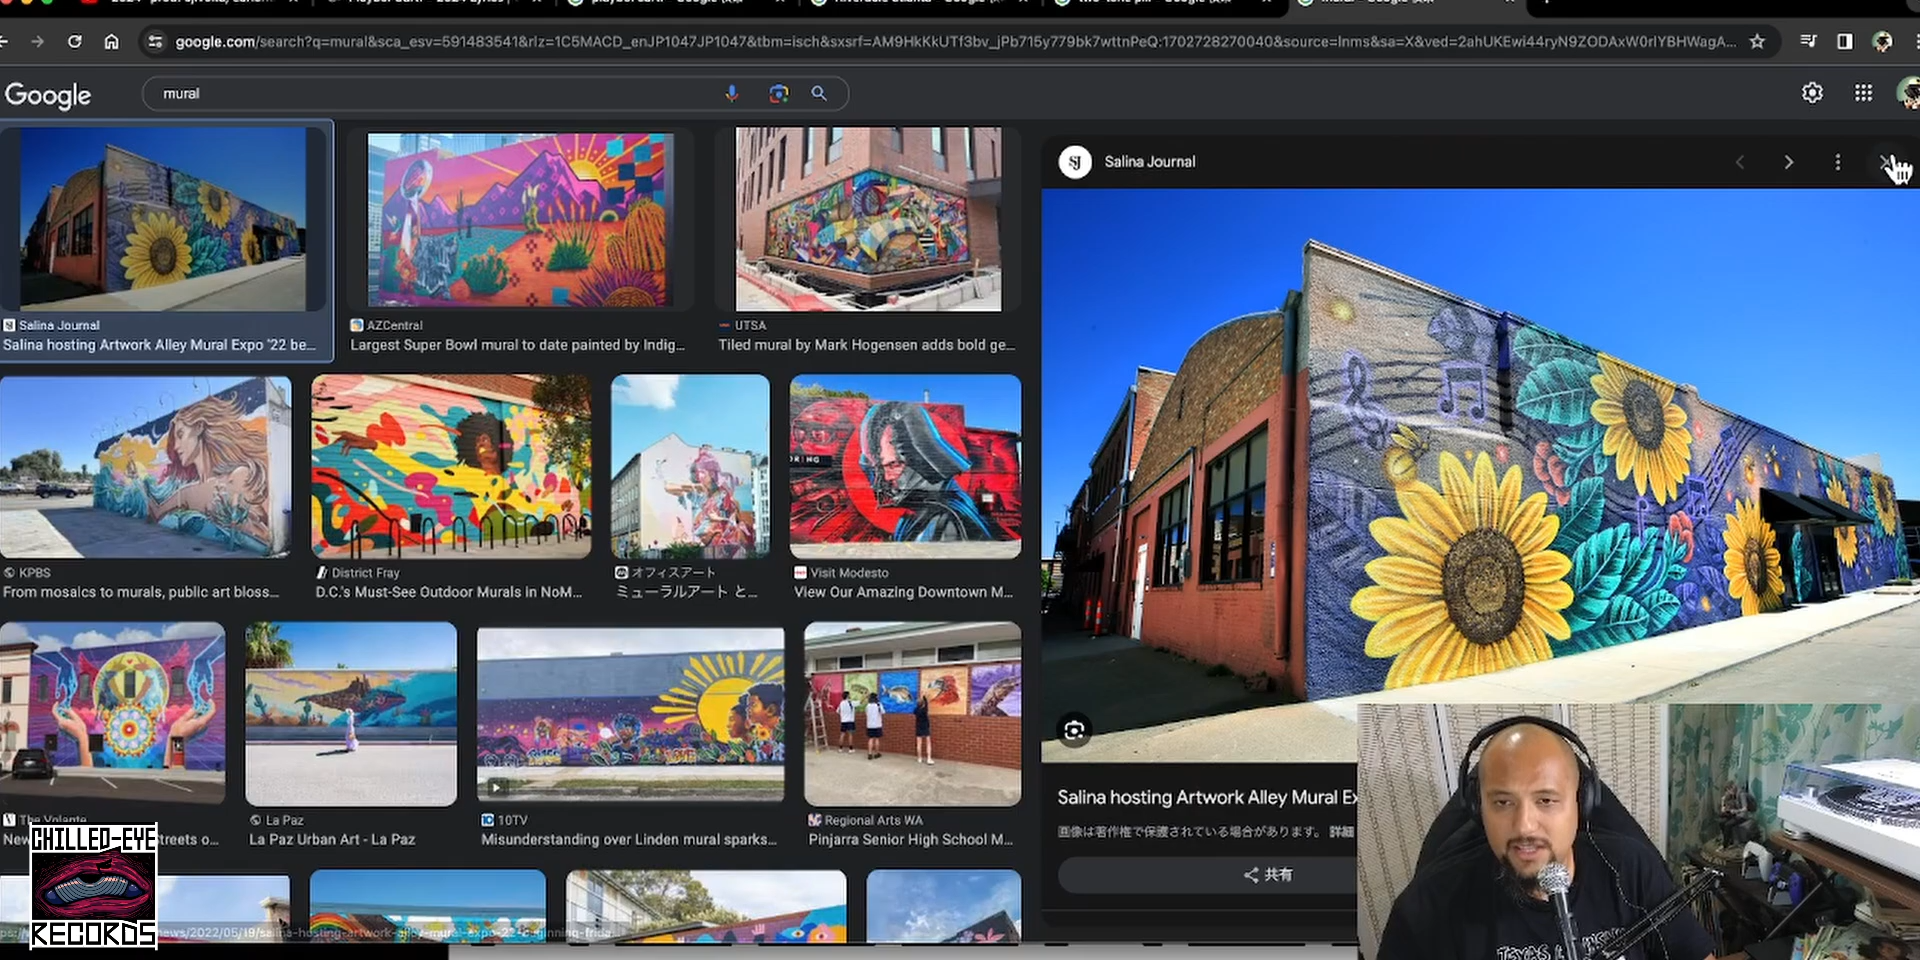 google.com/search?q=mural&sca_esv=591483541&rlz=1C5MACD_enJP1047JP1047&tbm=isch&sxsrf=AM9HkKkUTf3bv_jPb715y779bk7wttnPeQ:1702728270040&source=lnms&sa=X&ved=2ahUKEwi44ryN9ZODAxW0rlYBHWagA...
Google
mural
SJ Salina Journal
Salina Journal
Salina hosting Artwork Alley Mural Expo '22 be...
AZCentral
Largest Super Bowl mural to date painted by Indig...
UTSA
Tiled mural by Mark Hogensen adds bold ge...
KPBS
From mosaics to murals, public art bloss...
District Fray
D.C.'s Must-See Outdoor Murals in NoM...
オフィスアート
ミューラルアート と...
Visit Modesto
View Our Amazing Downtown M...
The Volante
New... streets o...
La Paz
La Paz Urban Art - La Paz
10TV
Misunderstanding over Linden mural sparks...
Regional Arts WA
Pinjarra Senior High School M...
Salina hosting Artwork Alley Mural Ex
画像は著作権で保護されている場合があります。 詳細
共有
CHILLED-EYE
RECORDS